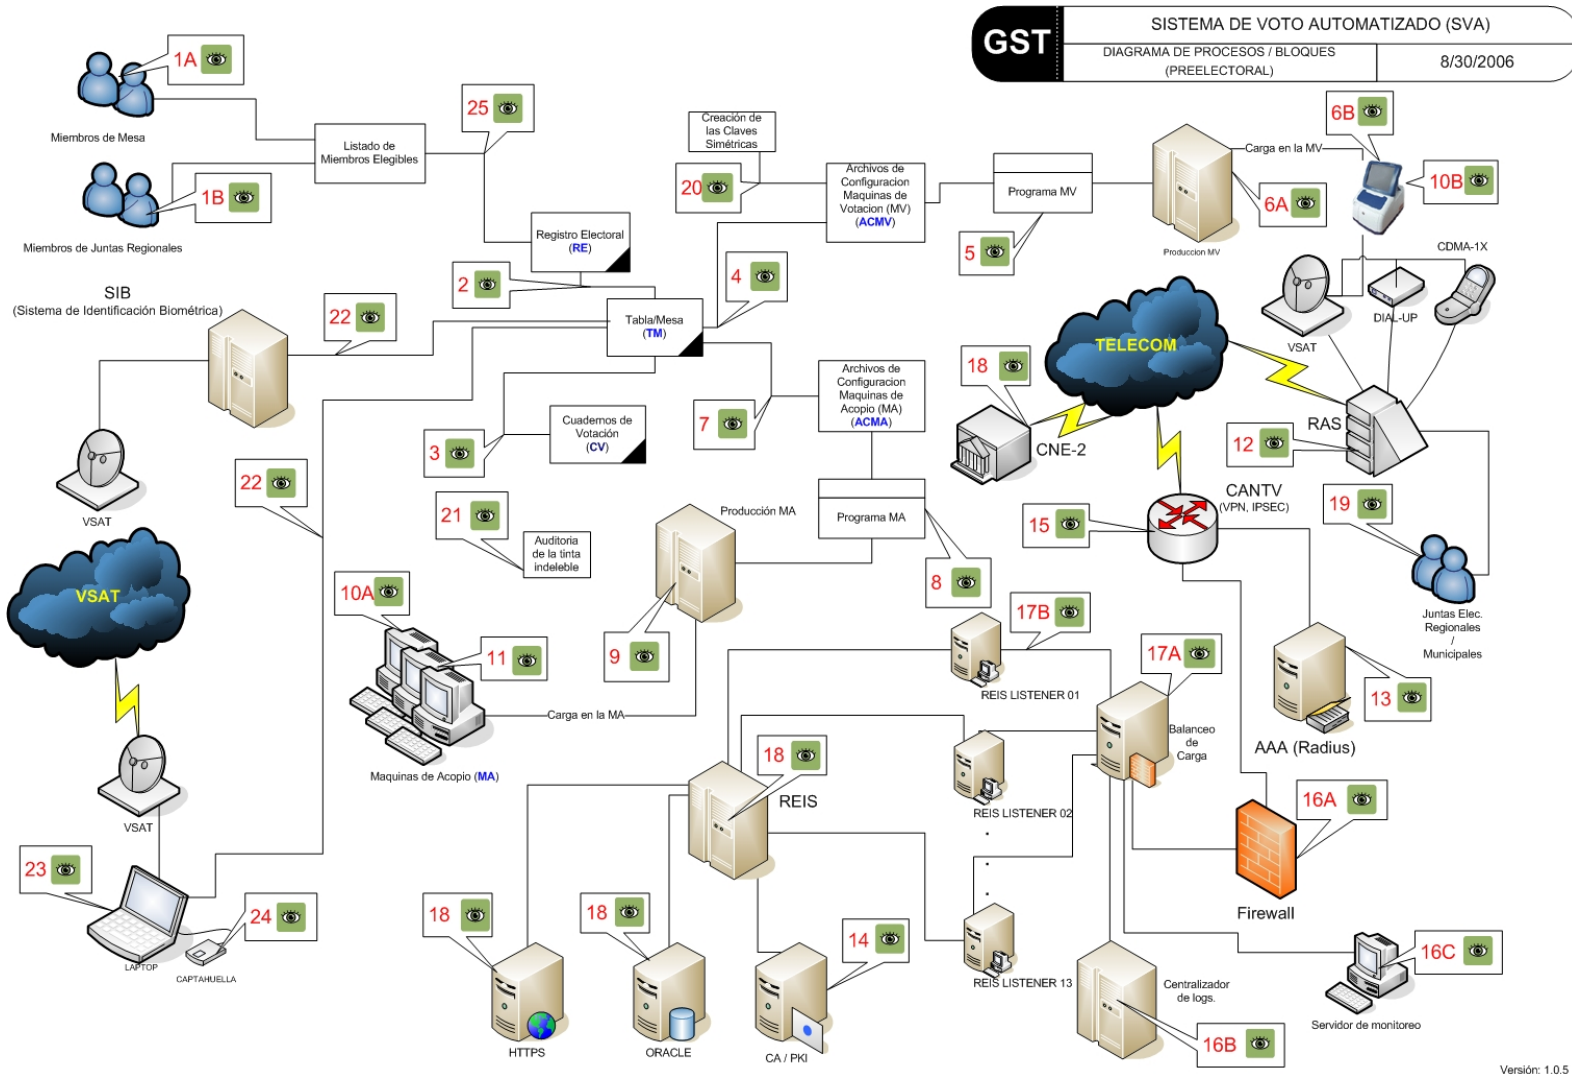 GST
SISTEMA DE VOTO AUTOMATIZADO (SVA)
DIAGRAMA DE PROCESOS / BLOQUES
(PREELECTORAL)
8/30/2006
1A
Miembros de Mesa
1B
Miembros de Juntas Regionales
Listado de
Miembros Elegibles
25
Creación de
las Claves
Simétricas
20
Archivos de
Configuracion
Maquinas de
Votacion (MV)
(ACMV)
Programa MV
5
Produccion MV
6A
Carga en la MV
6B
10B
CDMA-1X
DIAL-UP
VSAT
Registro Electoral
(RE)
2
4
SIB
(Sistema de Identificación Biométrica)
22
Tabla/Mesa
(TM)
VSAT
22
Cuadernos de
Votación
(CV)
3
7
Archivos de
Configuracion
Maquinas de
Acopio (MA)
(ACMA)
TELECOM
18
CNE-2
RAS
12
CANTV
(VPN, IPSEC)
15
19
Juntas Elec.
Regionales
/
Municipales
21
Auditoria
de la tinta
indeleble
Producción MA
Programa MA
8
9
VSAT
10A
11
Carga en la MA
Maquinas de Acopio (MA)
17B
REIS LISTENER 01
17A
Balanceo
de
Carga
13
AAA (Radius)
VSAT
18
REIS
REIS LISTENER 02
16A
Firewall
23
LAPTOP
24
CAPTAHUELLA
18
HTTPS
18
ORACLE
14
CA / PKI
REIS LISTENER 13
Centralizador
de logs.
16B
16C
Servidor de monitoreo
Versión: 1.0.5